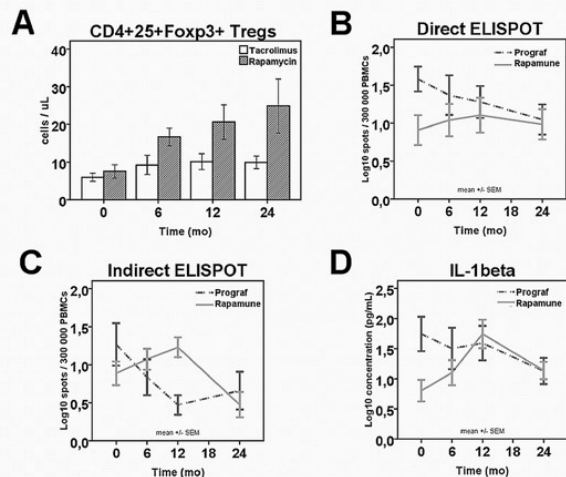 A
CD4+25+Foxp3+ Tregs
Tacrolimus
Rapamycin
cells / uL
40
30
20
10
0
0 6 12 24
Time (mo)
B
Direct ELISPOT
Prograf
Rapamune
Log10 spots / 300 000 PBMCs
2,0
1,5
1,0
0,5
0,0
mean +/- SEM
0 6 12 18 24
Time (mo)
C
Indirect ELISPOT
Prograf
Rapamune
Log10 spots / 300 000 PBMCs
2,0
1,5
1,0
0,5
0,0
mean +/- SEM
0 6 12 18 24
Time (mo)
D
IL-1beta
Prograf
Rapamune
Log10 concentration (pg/mL)
2,5
2,0
1,5
1,0
0,5
0,0
mean +/- SEM
0 6 12 18 24
Time (mo)